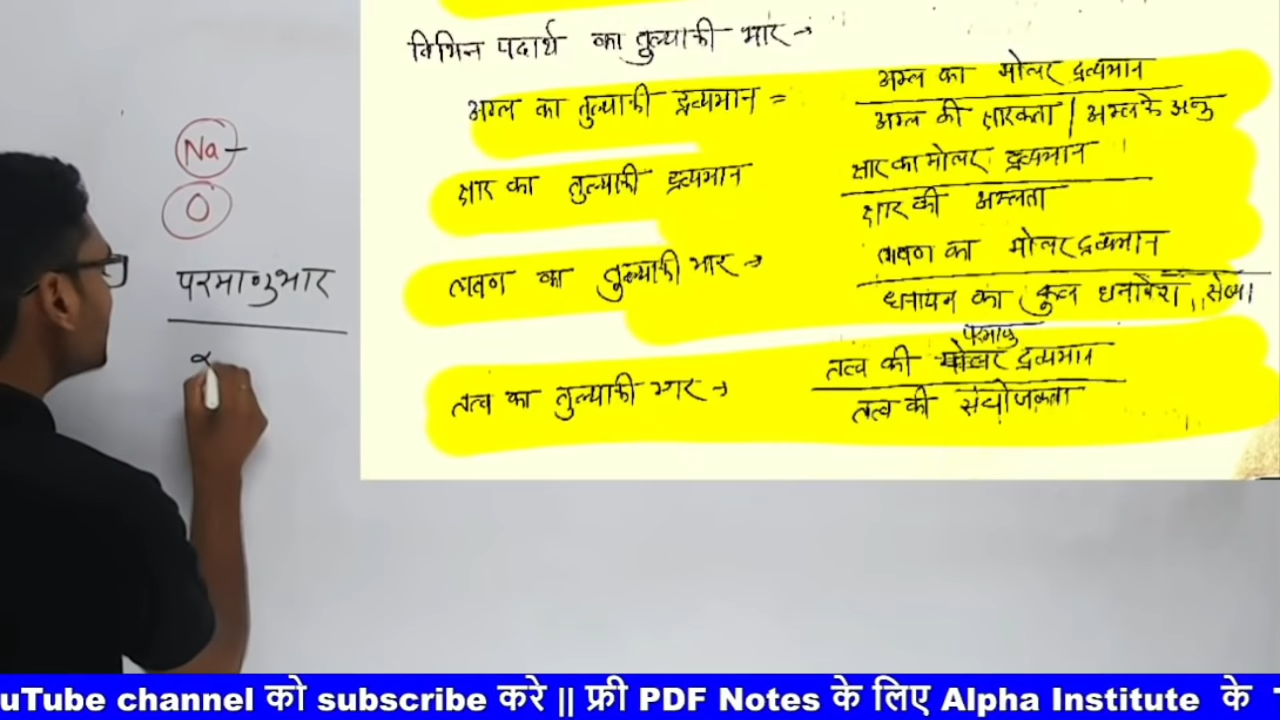 विभिन पदार्थ का तुल्याकी भार →
अम्ल का तुल्याकी द्रव्यमान = अम्ल का मोलर द्रव्यमान
अम्ल की क्षारकता / अम्ल के अनु
क्षार का तुल्याकी द्रव्यमान क्षार का मोलर द्रव्यमान
क्षार की अम्लता
लवण का तुल्याकी भार → लवण का मोलर द्रव्यमान
धनायन का कुल धनावेश संख्या
परमाणु
तत्व का तुल्याकी भार → तत्व की द्रव्यमान
तत्व की संयोजकता
Na
O
परमाणुभार
uTube channel को subscribe करे || फ्री PDF Notes के लिए Alpha Institute के